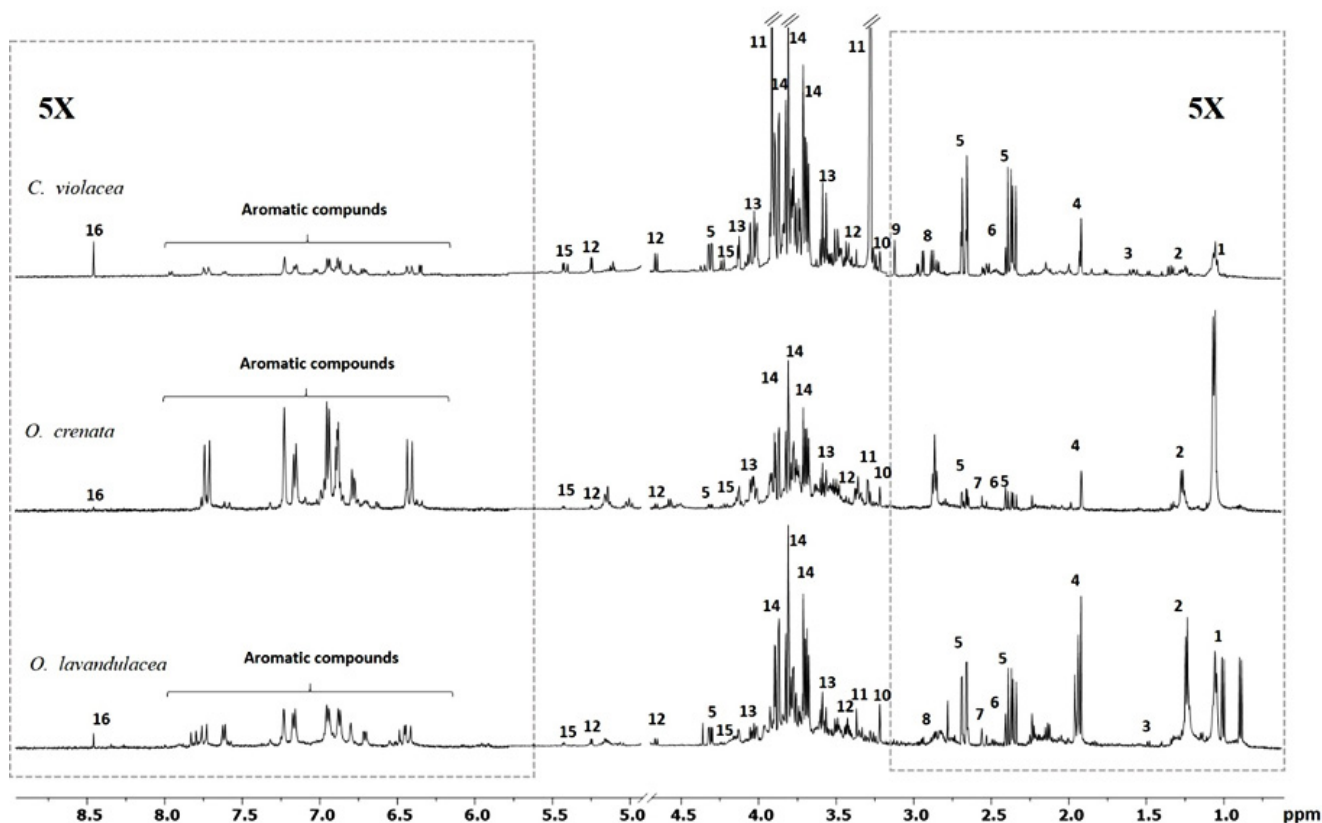 11 14 11
14 14
5X 5X
5 5
C. violacea
13
Aromatic compunds
4
16 15 12 5 15 13 13 12 9 8 10 6 3 2 1
12
14
Aromatic compounds
14 14
O. crenata
13 13 11 5 4 2
16 15 12 12 5 15 12 10 7 6 5
14
4
14 14 2
5 5 1
Aromatic compounds
O. lavandulacea
13
16 15 12 12 5 15 13 12 11 10 8 7 6 3
8.5 8.0 7.5 7.0 6.5 6.0 5.5 5.0 4.5 4.0 3.5 3.0 2.5 2.0 1.5 1.0 ppm